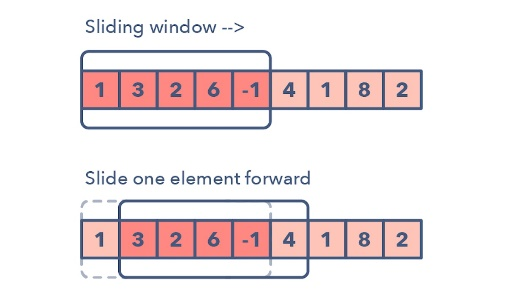 Sliding window -->
1 3 2 6 -1 4 1 8 2
Slide one element forward
1 3 2 6 -1 4 1 8 2